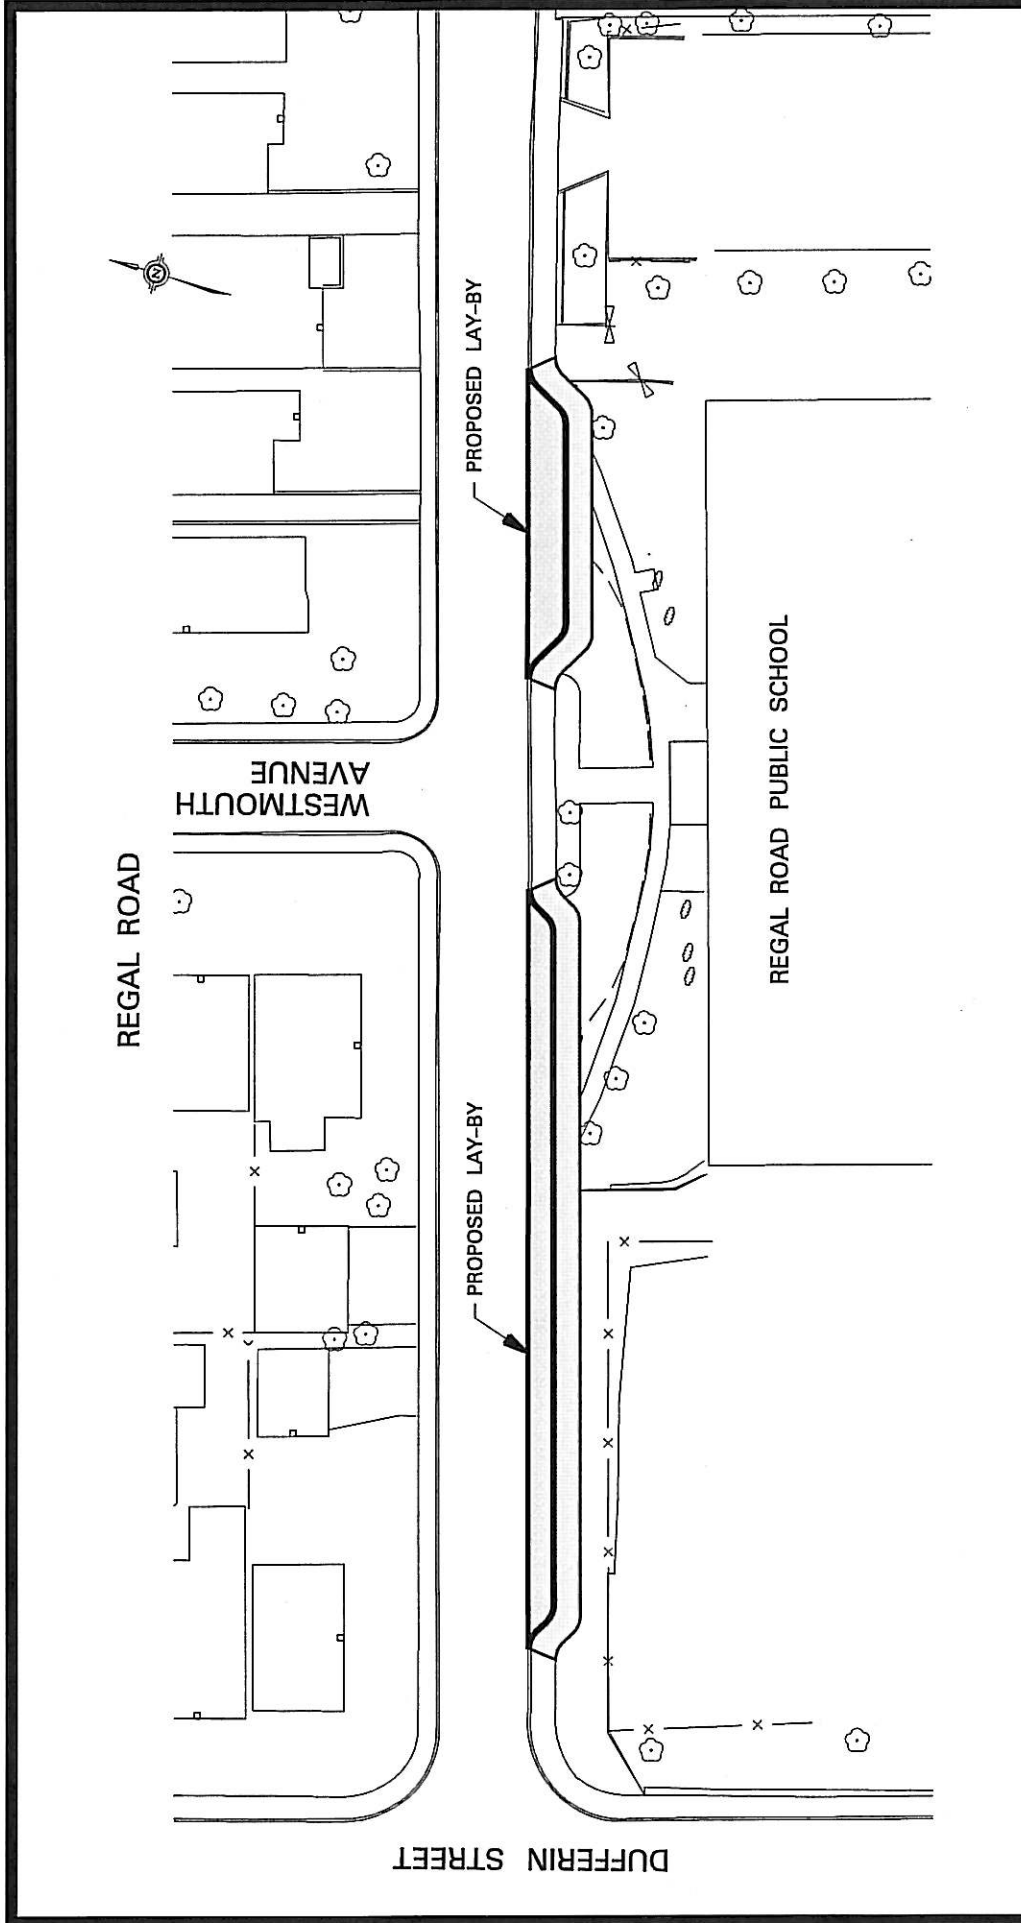 REGAL ROAD
WESTMOUTH
AVENUE
PROPOSED LAY-BY
PROPOSED LAY-BY
REGAL ROAD PUBLIC SCHOOL
DUFFERIN STREET
N